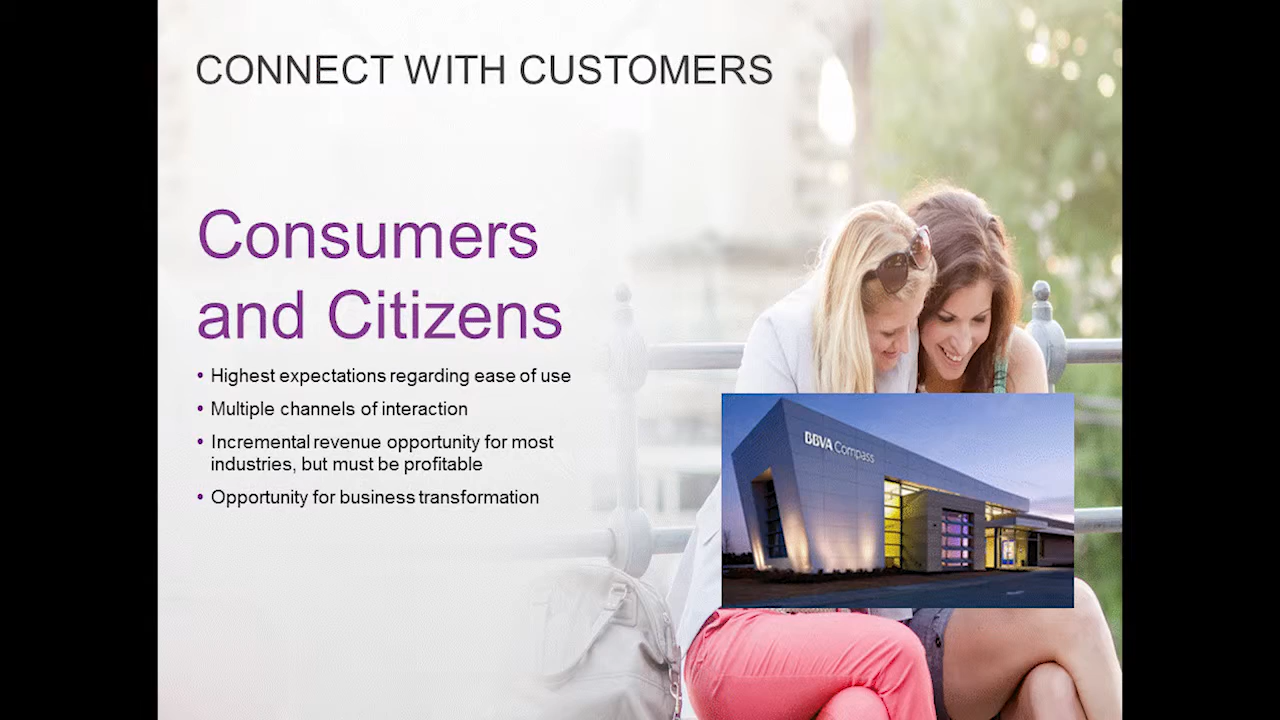 CONNECT WITH CUSTOMERS
Consumers
and Citizens
• Highest expectations regarding ease of use
• Multiple channels of interaction
• Incremental revenue opportunity for most
industries, but must be profitable
• Opportunity for business transformation
BBVA Compass